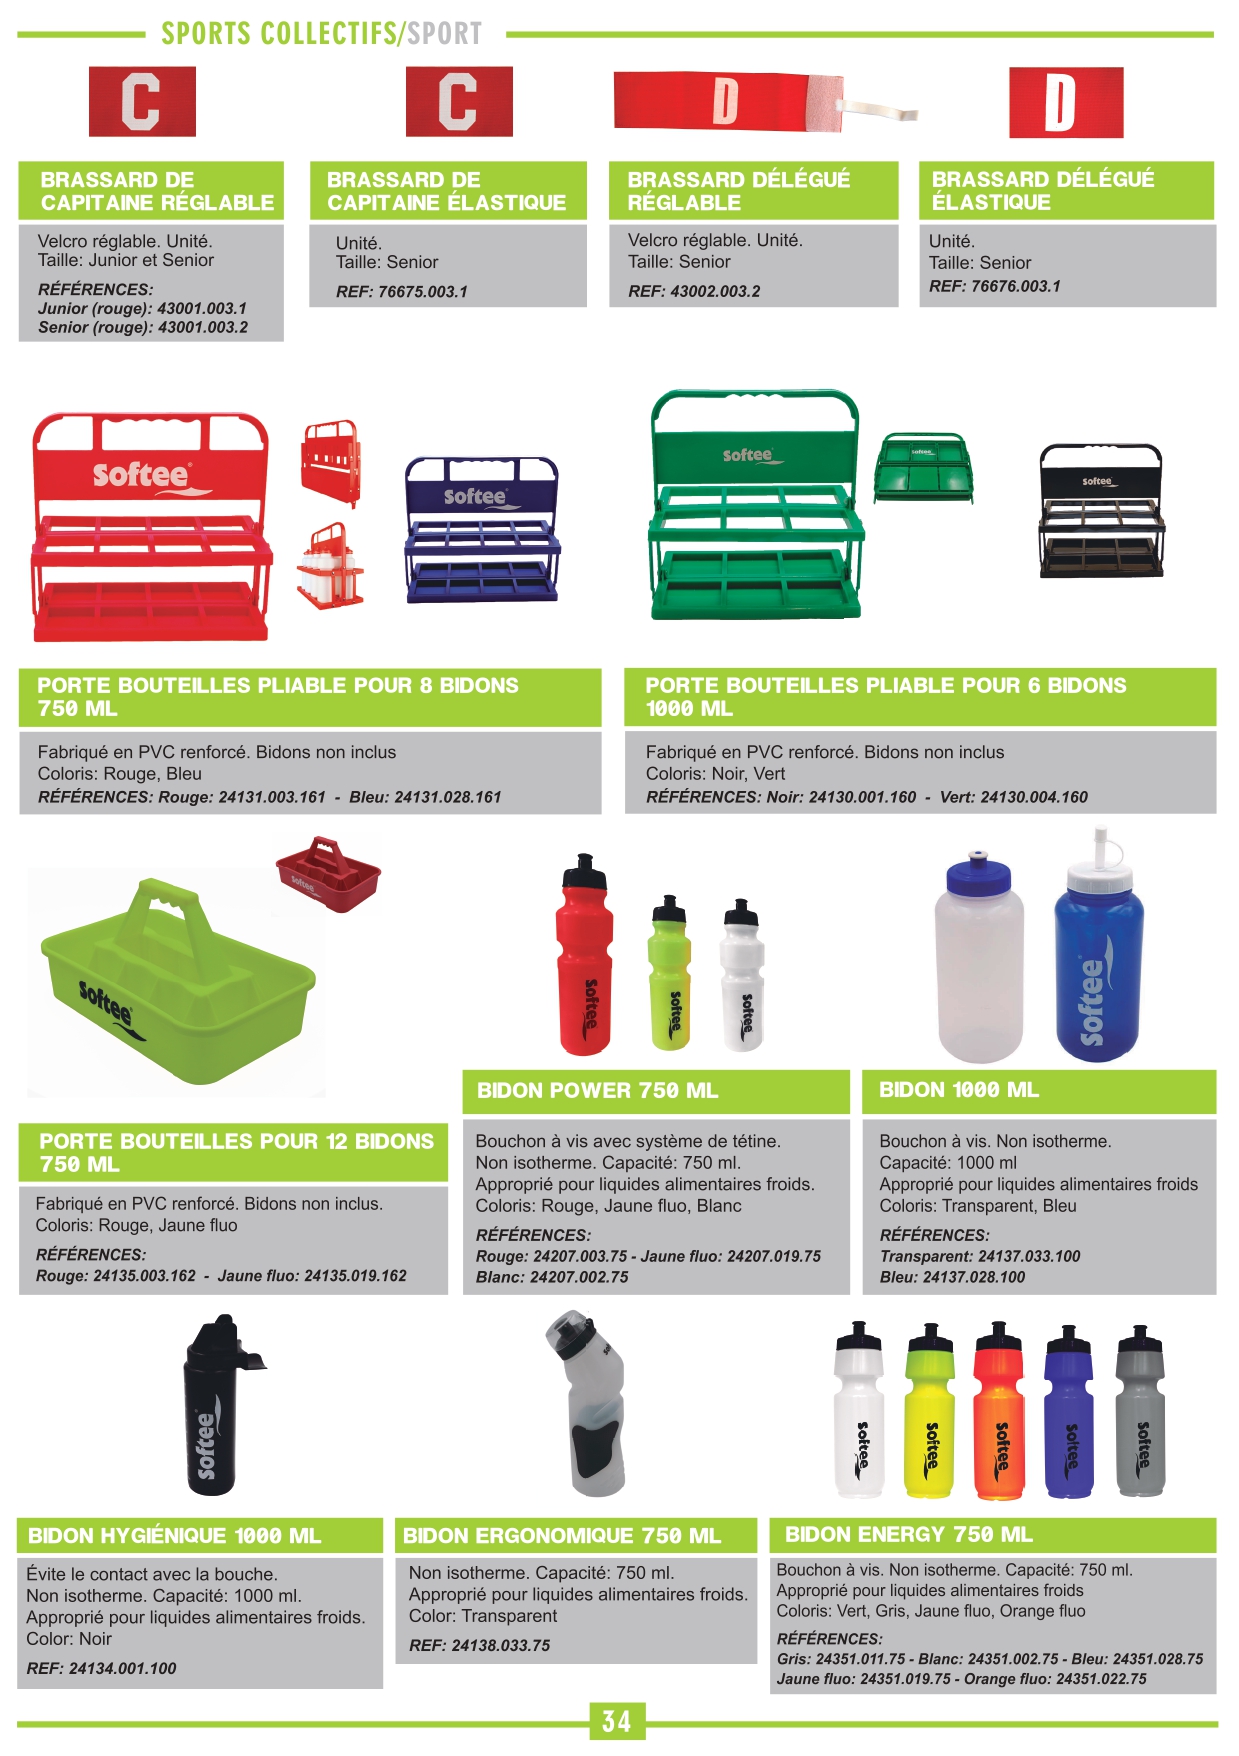 SPORTS COLLECTIFS/SPORT
C
C
D
D
BRASSARD DE
CAPITAINE RÉGLABLE
Velcro réglable. Unité.
Taille: Junior et Senior
RÉFÉRENCES:
Junior (rouge): 43001.003.1
Senior (rouge): 43001.003.2
BRASSARD DE
CAPITAINE ÉLASTIQUE
Unité.
Taille: Senior
REF: 76675.003.1
BRASSARD DÉLÉGUÉ
RÉGLABLE
Velcro réglable. Unité.
Taille: Senior
REF: 43002.003.2
BRASSARD DÉLÉGUÉ
ÉLASTIQUE
Unité.
Taille: Senior
REF: 76676.003.1
Softee
Softee
Softee
Softee
Softee
PORTE BOUTEILLES PLIABLE POUR 8 BIDONS
750 ML
Fabriqué en PVC renforcé. Bidons non inclus
Coloris: Rouge, Bleu
RÉFÉRENCES: Rouge: 24131.003.161 - Bleu: 24131.028.161
PORTE BOUTEILLES PLIABLE POUR 6 BIDONS
1000 ML
Fabriqué en PVC renforcé. Bidons non inclus
Coloris: Noir, Vert
RÉFÉRENCES: Noir: 24130.001.160 - Vert: 24130.004.160
Softee
Softee
Softee
Softee
Softee
Softee
PORTE BOUTEILLES POUR 12 BIDONS
750 ML
Fabriqué en PVC renforcé. Bidons non inclus.
Coloris: Rouge, Jaune fluo
RÉFÉRENCES:
Rouge: 24135.003.162 - Jaune fluo: 24135.019.162
BIDON POWER 750 ML
Bouchon à vis avec système de tétine.
Non isotherme. Capacité: 750 ml.
Approprié pour liquides alimentaires froids.
Coloris: Rouge, Jaune fluo, Blanc
RÉFÉRENCES:
Rouge: 24207.003.75 - Jaune fluo: 24207.019.75
Blanc: 24207.002.75
BIDON 1000 ML
Bouchon à vis. Non isotherme.
Capacité: 1000 ml
Approprié pour liquides alimentaires froids
Coloris: Transparent, Bleu
RÉFÉRENCES:
Transparent: 24137.033.100
Bleu: 24137.028.100
Softee
Softee
Softee
Softee
Softee
Softee
BIDON HYGIÉNIQUE 1000 ML
Évite le contact avec la bouche.
Non isotherme. Capacité: 1000 ml.
Approprié pour liquides alimentaires froids.
Color: Noir
REF: 24134.001.100
BIDON ERGONOMIQUE 750 ML
Non isotherme. Capacité: 750 ml.
Approprié pour liquides alimentaires froids.
Color: Transparent
REF: 24138.033.75
BIDON ENERGY 750 ML
Bouchon à vis. Non isotherme. Capacité: 750 ml.
Approprié pour liquides alimentaires froids
Coloris: Vert, Gris, Jaune fluo, Orange fluo
RÉFÉRENCES:
Gris: 24351.011.75 - Blanc: 24351.002.75 - Bleu: 24351.028.75
Jaune fluo: 24351.019.75 - Orange fluo: 24351.022.75
34